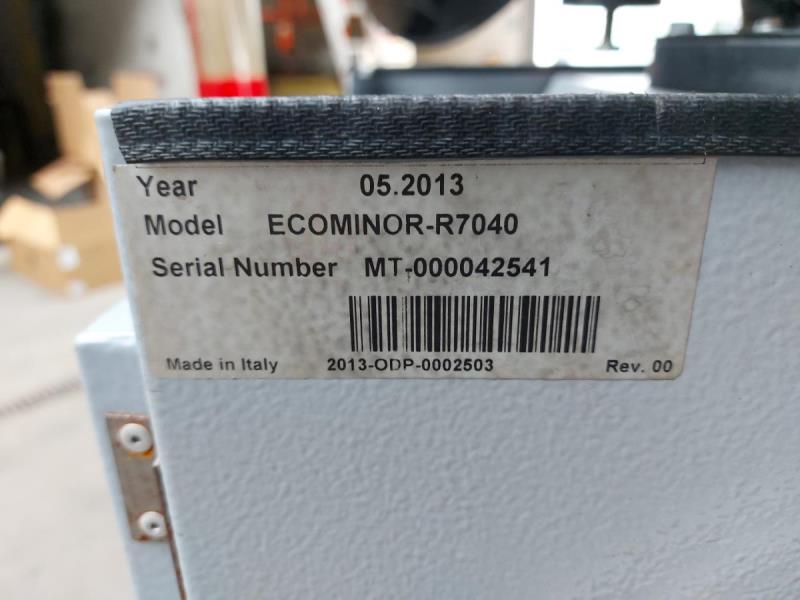 Year 05.2013
Model ECOMINOR-R7040
Serial Number MT-000042541
Made in Italy 2013-ODP-0002503 Rev. 00